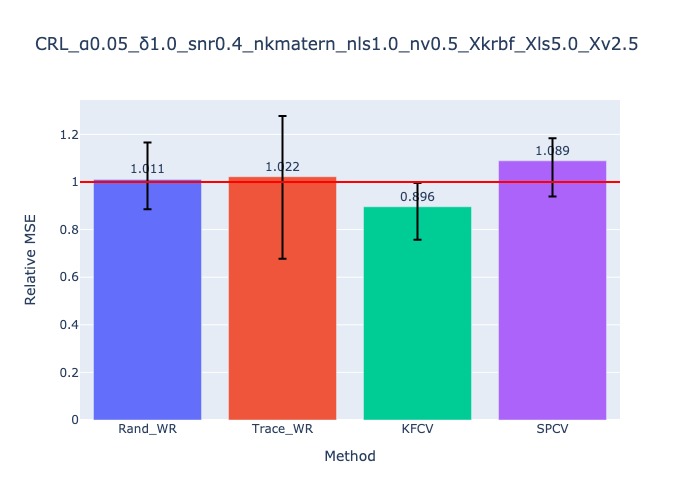 CRL_α0.05_δ1.0_snr0.4_nkmatern_nls1.0_nv0.5_Xkrbf_Xls5.0_Xv2.5
1.2
1
0.8
0.6
0.4
0.2
0
Relative MSE
1.011
1.022
0.896
1.089
Rand_WR
Trace_WR
KFCV
SPCV
Method